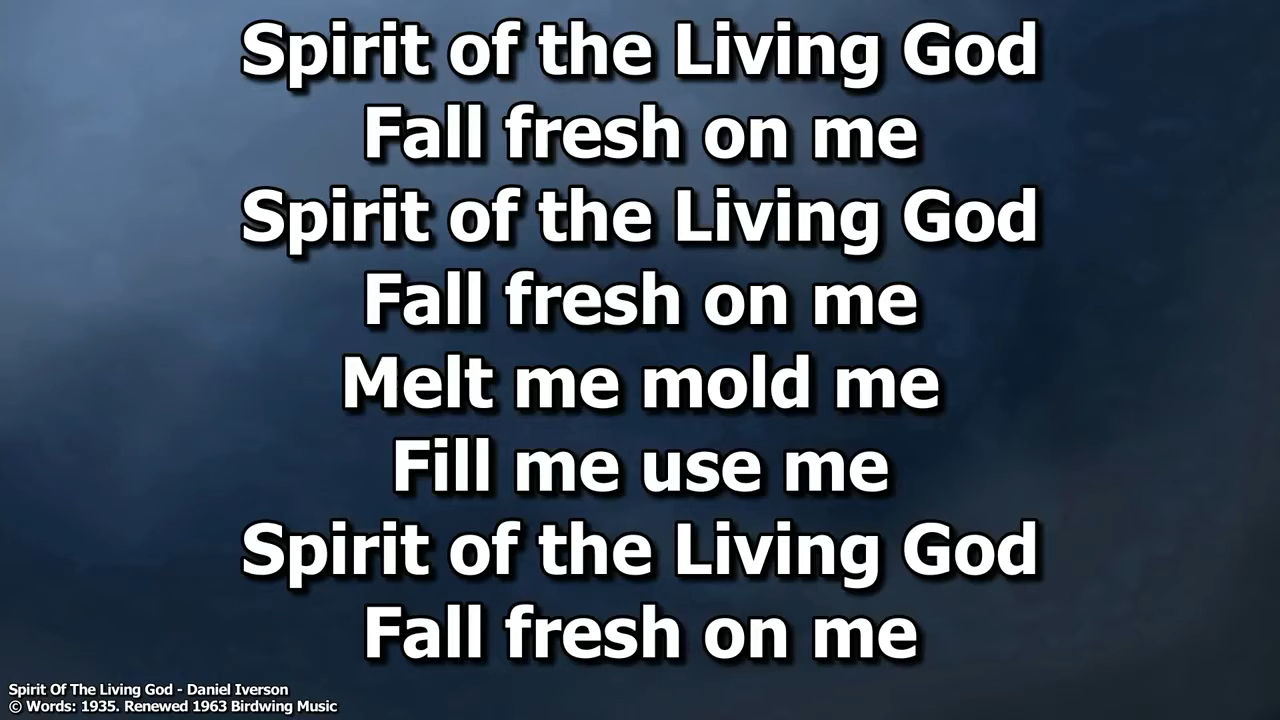 Spirit of the Living God
Fall fresh on me
Spirit of the Living God
Fall fresh on me
Melt me mold me
Fill me use me
Spirit of the Living God
Fall fresh on me
Spirit Of The Living God - Daniel Iverson
© Words: 1935. Renewed 1963 Birdwing Music